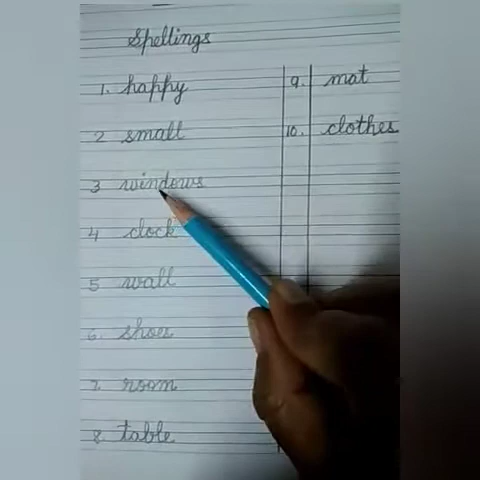 Spellings
1. happy
2 small
3 windows
4 clock
5 wall
6. shoes
7. room
8. table
9. mat
10. clothes